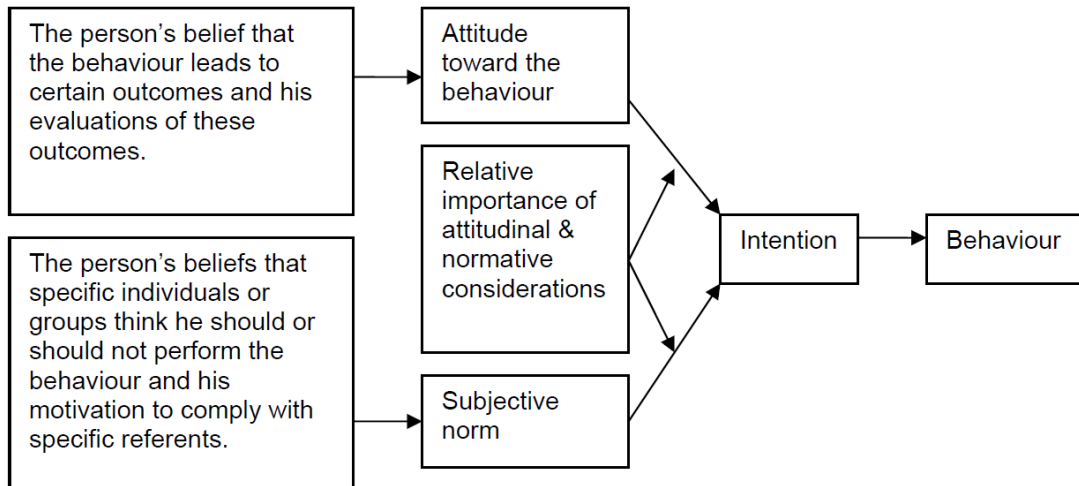 The person's belief that
the behaviour leads to
certain outcomes and his
evaluations of these
outcomes.
Attitude
toward the
behaviour
Relative
importance of
attitudinal &
normative
considerations
Intention
Behaviour
The person's beliefs that
specific individuals or
groups think he should or
should not perform the
behaviour and his
motivation to comply with
specific referents.
Subjective
norm